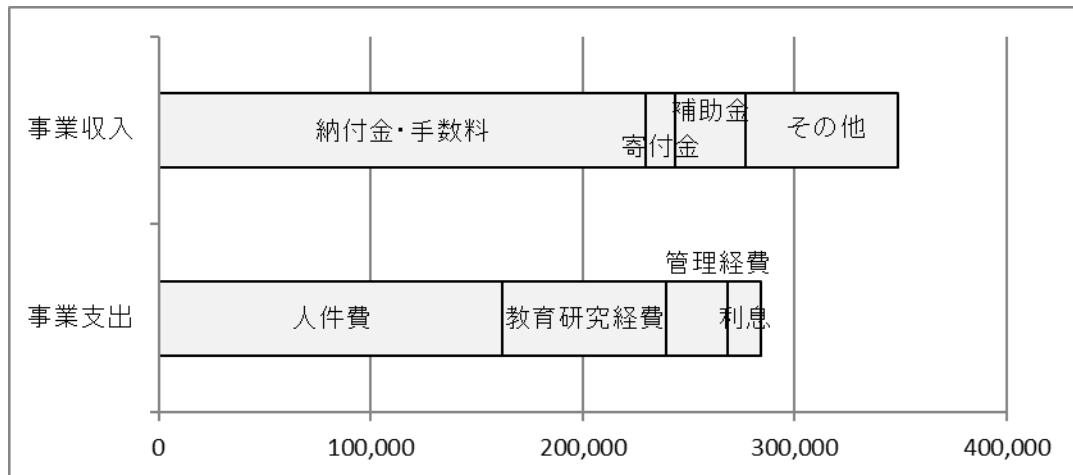 事業収入
納付金・手数料
寄付金
補助金
その他
事業支出
人件費
教育研究経費
管理経費
利息
0
100,000
200,000
300,000
400,000